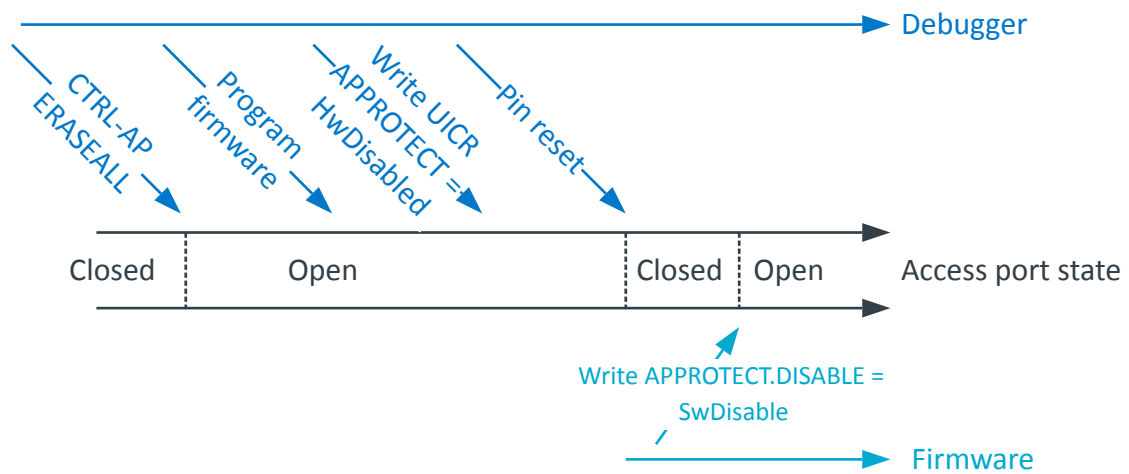 Debugger
CTRL-AP
ERASEALL
Program
firmware
Write UICR
APPROTECT =
HwDisabled
Pin reset
Closed
Open
Closed
Open
Access port state
Write APPROTECT.DISABLE =
SwDisable
Firmware